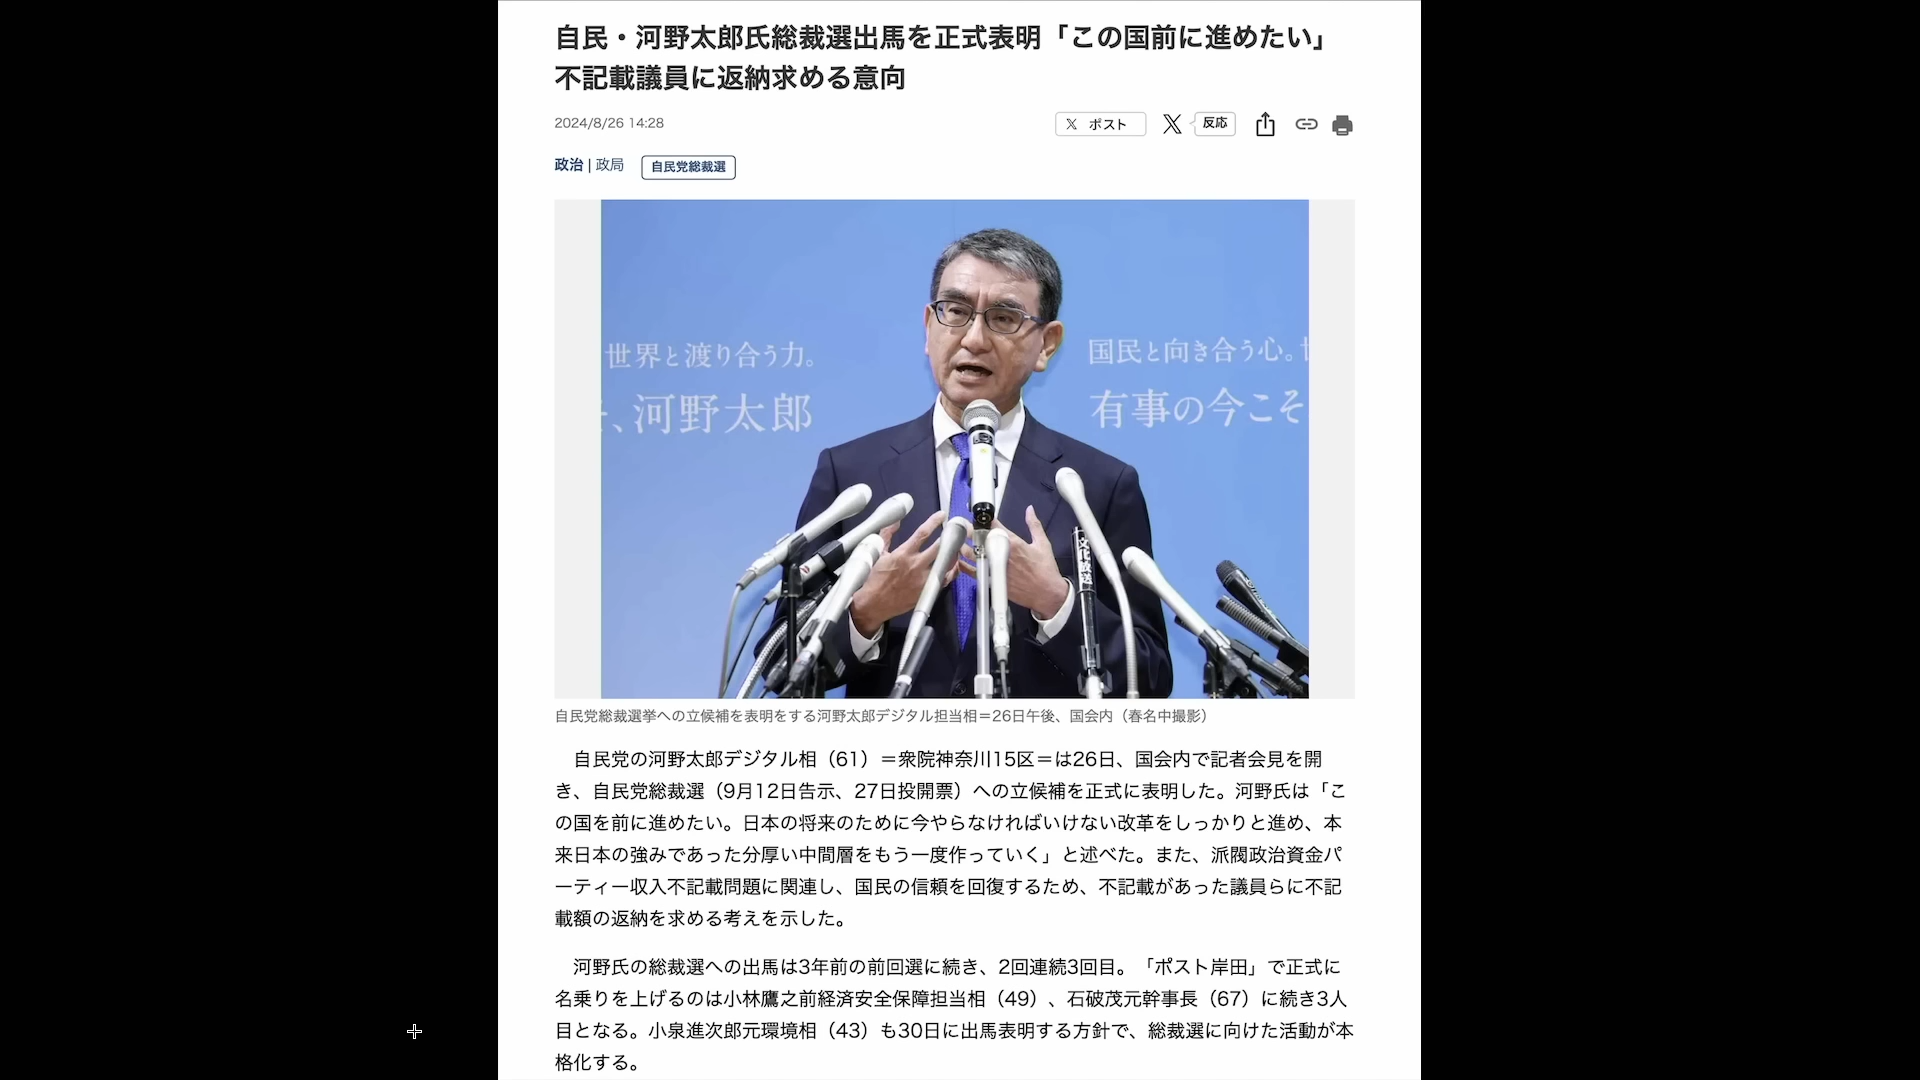 自民・河野太郎氏総裁選出馬を正式表明「この国前に進めたい」
不記載議員に返納求める意向
2024/8/26 14:28
ポスト
反応
政治 | 政局
自民党総裁選
世界と渡り合う力。
、河野太郎
国民と向き合う心。
有事の今こそ
文化放送
自民党総裁選挙への立候補を表明をする河野太郎デジタル担当相＝26日午後、国会内（春名中撮影）
自民党の河野太郎デジタル相（61）＝衆院神奈川15区＝は26日、国会内で記者会見を開
き、自民党総裁選（9月12日告示、27日投開票）への立候補を正式に表明した。河野氏は「こ
の国を前に進めたい。日本の将来のために今やらなければいけない改革をしっかりと進め、本
来日本の強みであった分厚い中間層をもう一度作っていく」と述べた。また、派閥政治資金パ
ーティー収入不記載問題に関連し、国民の信頼を回復するため、不記載があった議員らに不記
載額の返納を求める考えを示した。
河野氏の総裁選への出馬は3年前の前回選に続き、2回連続3回目。「ポスト岸田」で正式に
名乗りを上げるのは小林鷹之前経済安全保障担当相（49）、石破茂元幹事長（67）に続き3人
目となる。小泉進次郎元環境相（43）も30日に出馬表明する方針で、総裁選に向けた活動が本
格化する。